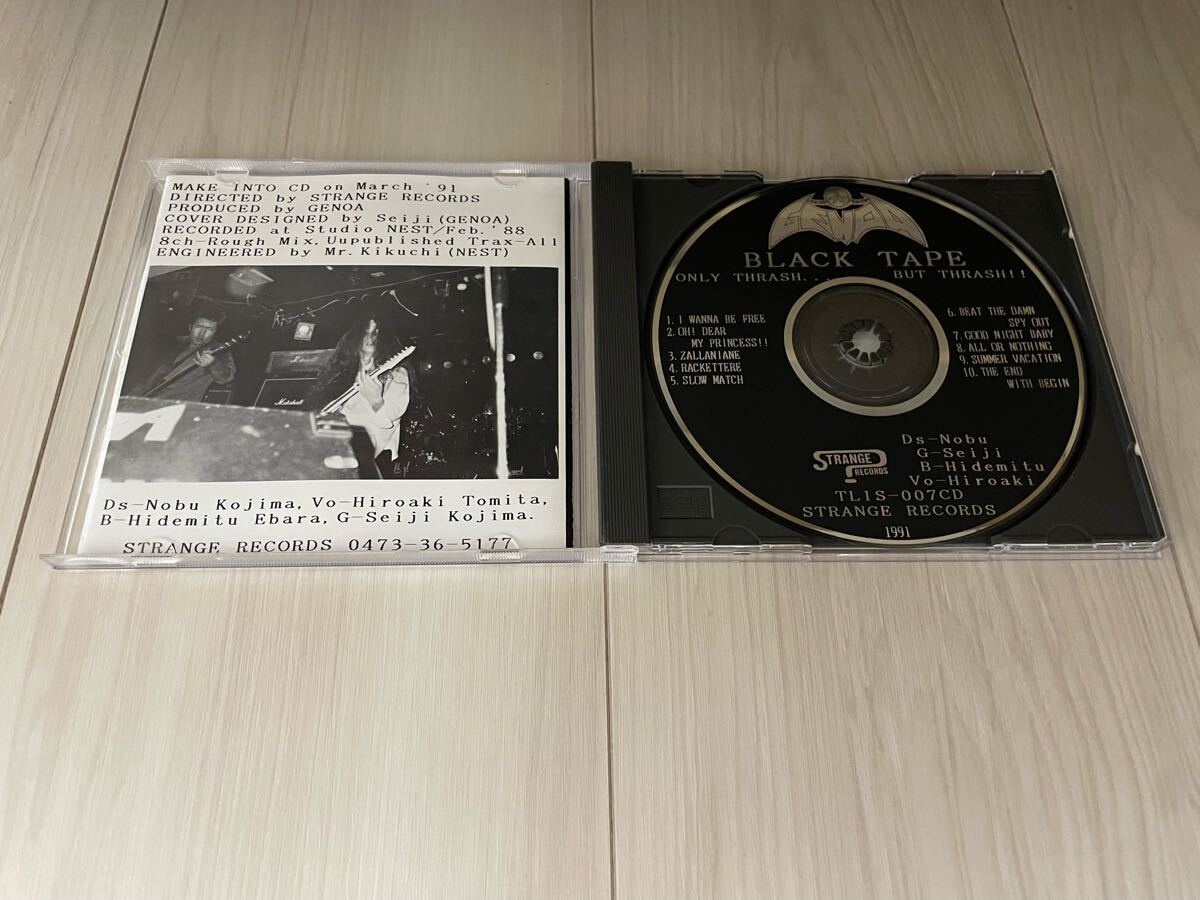 MAKE INTO CD on March '91
DIRECTED by STRANGE RECORDS
PRODUCED by GENOA
COVER DESIGNED by Seiji(GENOA)
RECORDED at Studio NEST/Feb.'88
8ch-Rough Mix, Uupublished Trax-All
ENGINEERED by Mr. Kikuchi(NEST)
Marshall
Ds-Nobu Kojima, Vo-Hiroaki Tomita,
B-Hidemitu Ebara, G-Seiji Kojima.
STRANGE RECORDS 0473-36-5177
GENOA
BLACK TAPE
ONLY THRASH... BUT THRASH!!
1. I WANNA BE FREE
2. OH! DEAR
MY PRINCESS!!
3. ZALLANIANE
4. RACKETTERE
5. SLOW MATCH
6. BEAT THE DAMN
SPY OUT
7. GOOD NIGHT BABY
8. ALL OR NOTHING
9. SUMMER VACATION
10. THE END
WITH BEGIN
Ds-Nobu
G-Seiji
B-Hidemitu
Vo-Hiroaki
STRANGE
RECORDS
TLIS-007CD
STRANGE RECORDS
1991